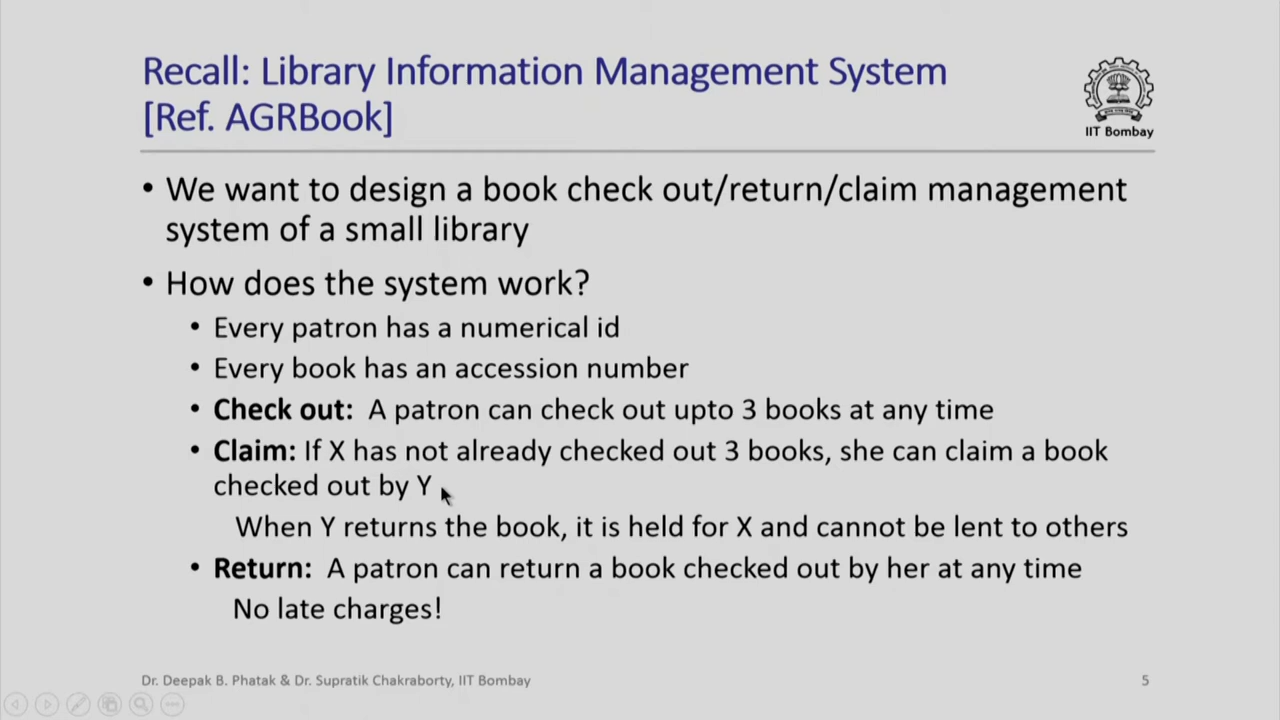 Recall: Library Information Management System
[Ref. AGRBook]
IIT Bombay
• We want to design a book check out/return/claim management
system of a small library
• How does the system work?
• Every patron has a numerical id
• Every book has an accession number
• Check out: A patron can check out upto 3 books at any time
• Claim: If X has not already checked out 3 books, she can claim a book
checked out by Y
When Y returns the book, it is held for X and cannot be lent to others
• Return: A patron can return a book checked out by her at any time
No late charges!
Dr. Deepak B. Phatak & Dr. Supratik Chakraborty, IIT Bombay
5